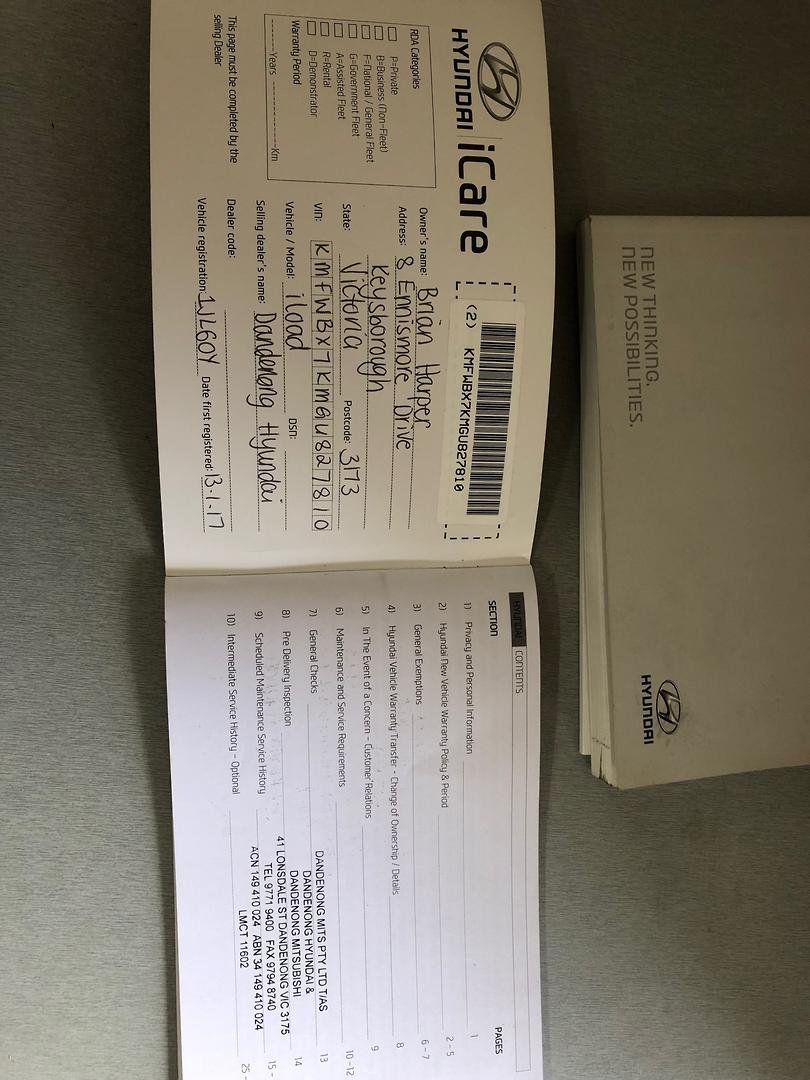 HYUNDAI iCare
(2) KMFWBX7KMGU827810
RDA Categories
P=Private
B=Business (Non-Fleet)
F=National / General Fleet
G=Government Fleet
A=Assisted Fleet
R=Rental
D=Demonstrator
Warranty Period
Years Km
This page must be completed by the
selling Dealer
Owner's name: Brian Harper
Address: 8 Ennismore Drive
Keysborough
State: Victoria Postcode: 3173
VIN: KMFWBX7KMGU827810
Vehicle / Model: iload DSN:
Selling dealer's name: Dandenong Hyundai
Dealer code:
Vehicle registration: 1JL6OY Date first registered: 13.1.17
HYUNDAI CONTENTS
SECTION PAGES
1) Privacy and Personal Information 1
2) Hyundai New Vehicle Warranty Policy & Period 2 - 5
3) General Exemptions 6 - 7
4) Hyundai Vehicle Warranty Transfer - Change of Ownership / Details 8
5) In The Event of a Concern – Customer Relations 9
6) Maintenance and Service Requirements 10 -12
7) General Checks 13
8) Pre Delivery Inspection 14
9) Scheduled Maintenance Service History 15 -
10) Intermediate Service History – Optional 25 -
DANDENONG MITS PTY LTD T/AS
DANDENONG HYUNDAI &
DANDENONG MITSUBISHI
41 LONSDALE ST DANDENONG VIC 3175
TEL 9771 9400 FAX 9794 8740
ACN 149 410 024 ABN 34 149 410 024
LMCT 11602
NEW THINKING.
NEW POSSIBILITIES.
HYUNDAI